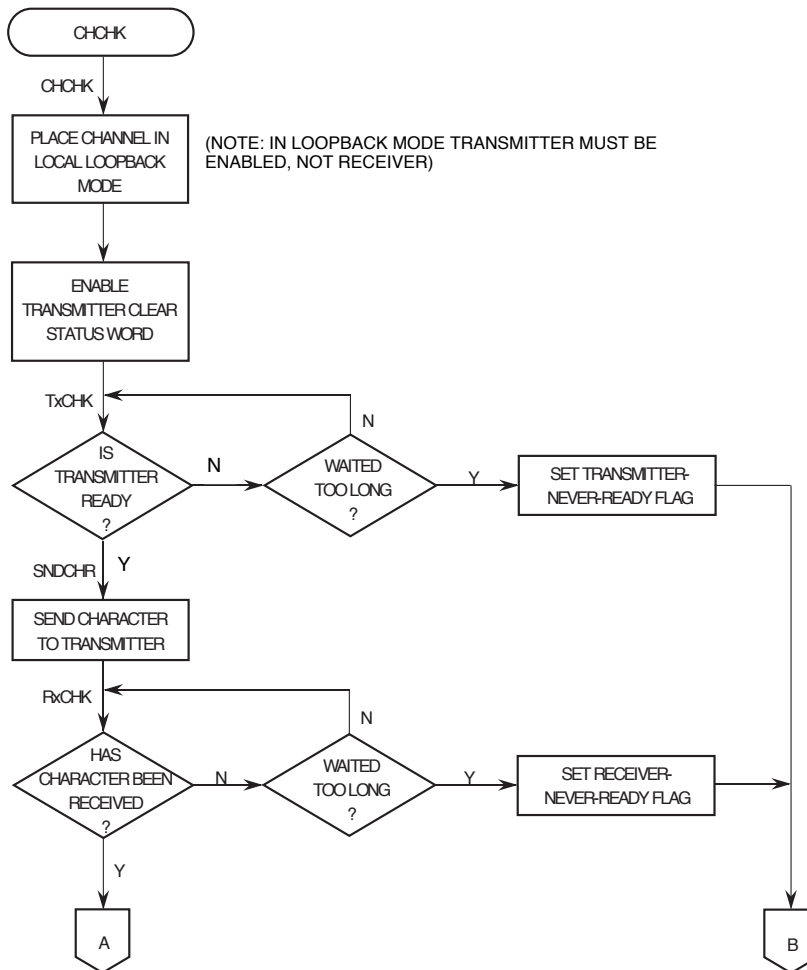 CHCHK
CHCHK
PLACE CHANNEL IN
LOCAL LOOPBACK
MODE
(NOTE: IN LOOPBACK MODE TRANSMITTER MUST BE
ENABLED, NOT RECEIVER)
ENABLE
TRANSMITTER CLEAR
STATUS WORD
TxCHK
N
IS
TRANSMITTER
READY
?
N
WAITED
TOO LONG
?
Y
SET TRANSMITTER-
NEVER-READY FLAG
SNDCHR
Y
SEND CHARACTER
TO TRANSMITTER
RxCHK
N
HAS
CHARACTER BEEN
RECEIVED
?
N
WAITED
TOO LONG
?
Y
SET RECEIVER-
NEVER-READY FLAG
Y
A
B